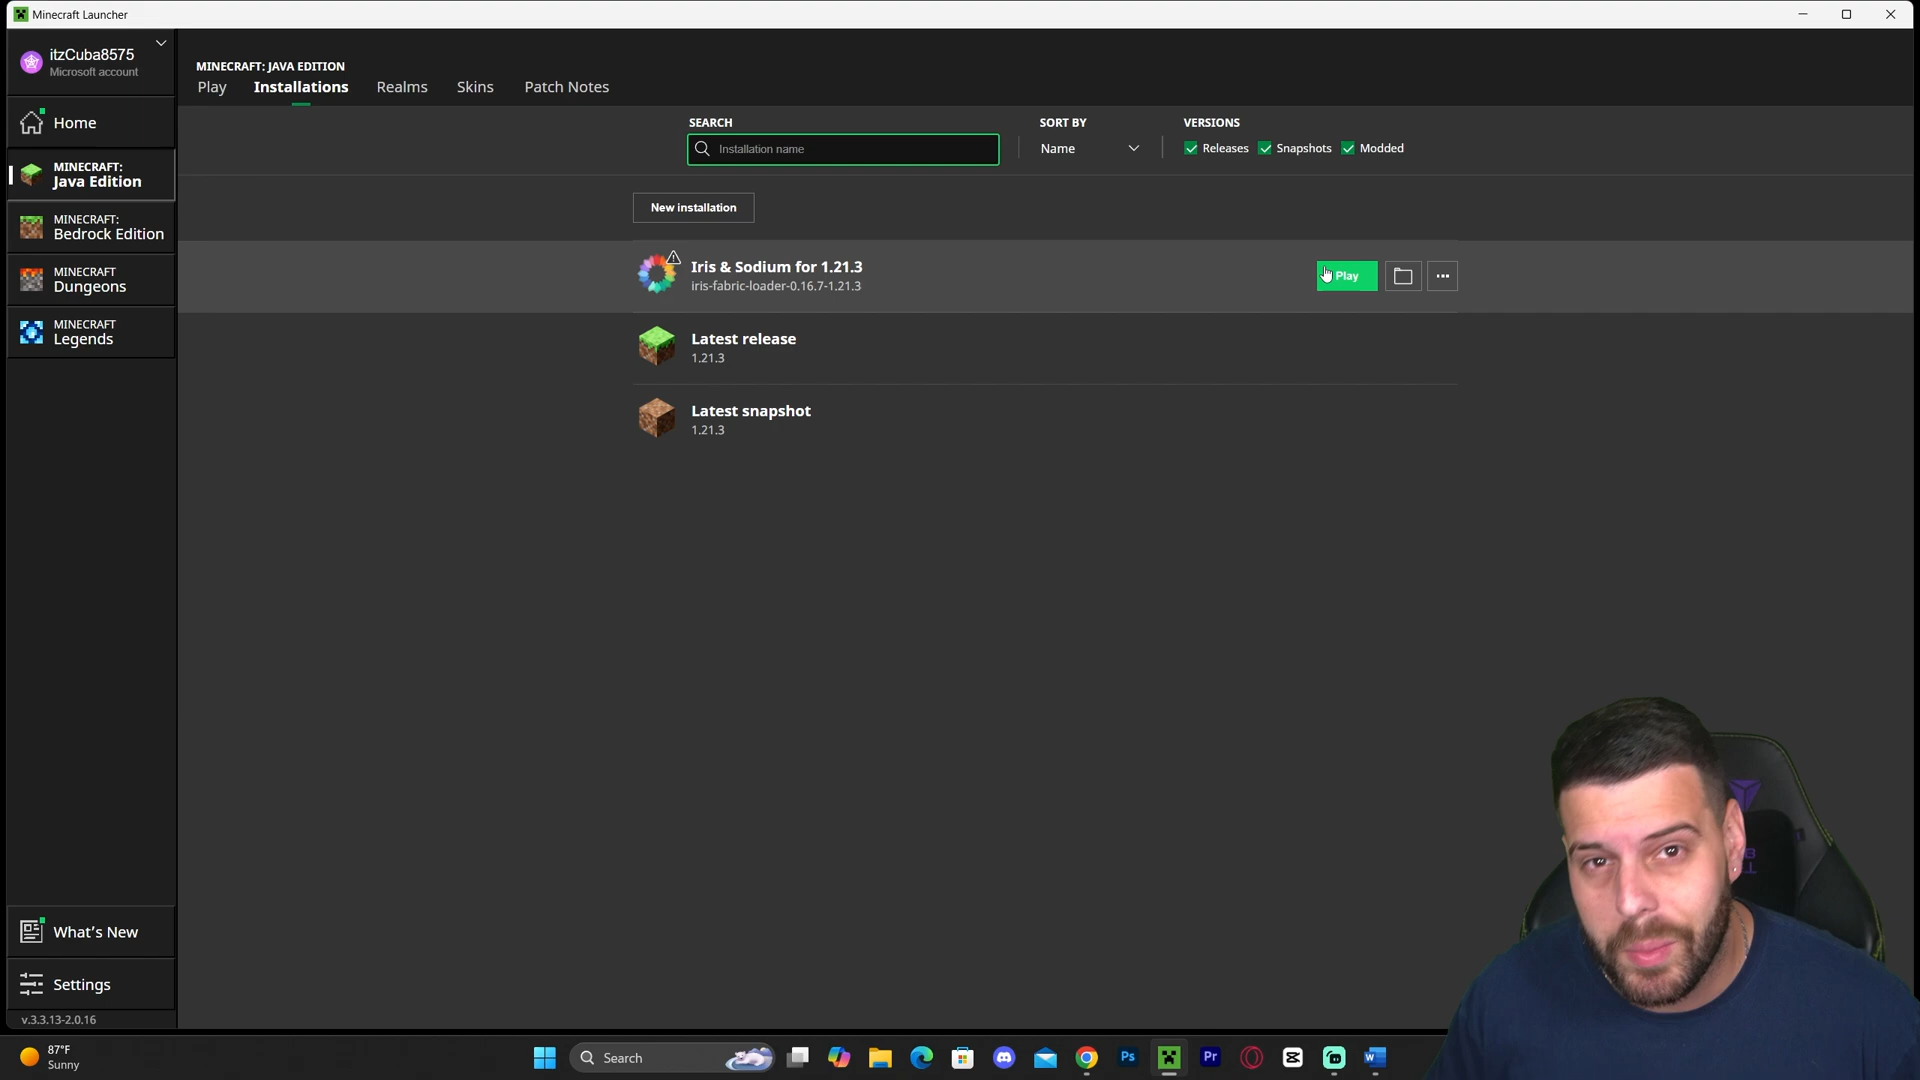 Minecraft Launcher
itzCuba8575
Microsoft account
Home
MINECRAFT:
Java Edition
MINECRAFT:
Bedrock Edition
MINECRAFT
Dungeons
MINECRAFT
Legends
What's New
Settings
v.3.3.13-2.0.16
MINECRAFT: JAVA EDITION
Play Installations Realms Skins Patch Notes
SEARCH
Installation name
SORT BY
Name
VERSIONS
Releases Snapshots Modded
New installation
Iris & Sodium for 1.21.3
iris-fabric-loader-0.16.7-1.21.3
Play
Latest release
1.21.3
Latest snapshot
1.21.3
87°F
Sunny
Search
Ps
Pr
W